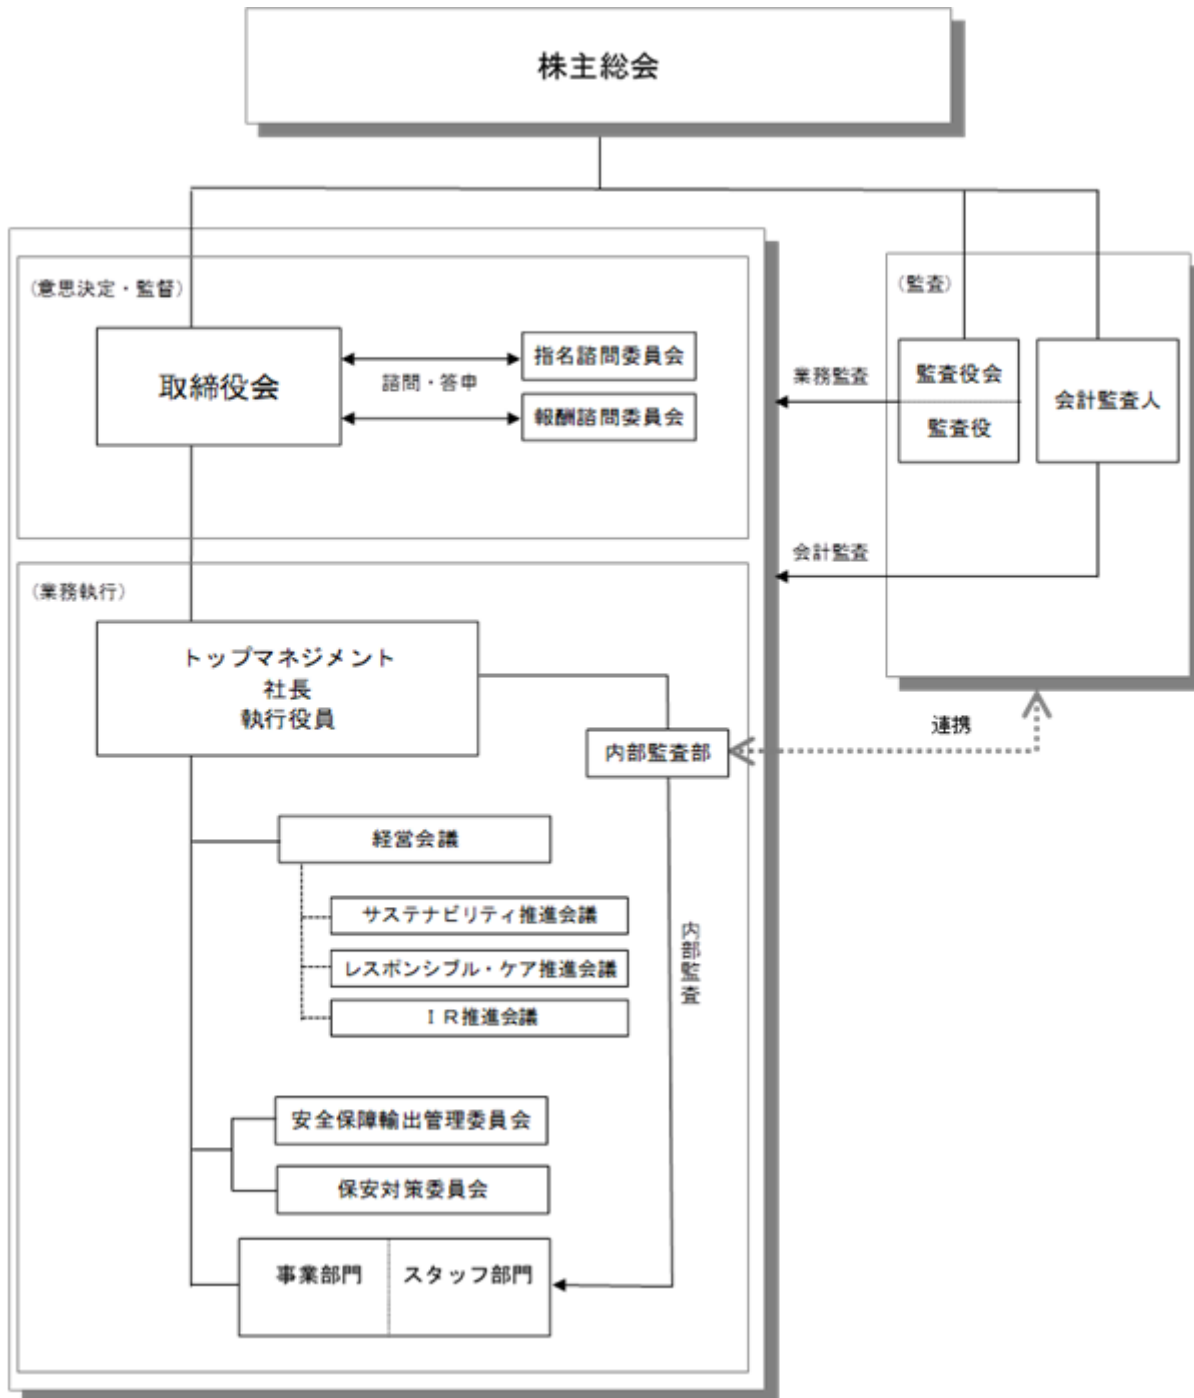 株主総会
(意思決定・監督)
取締役会
諮問・答申
指名諮問委員会
報酬諮問委員会
(監査)
業務監査
監査役会
監査役
会計監査人
会計監査
(業務執行)
トップマネジメント
社長
執行役員
内部監査部
連携
経営会議
サステナビリティ推進会議
レスポンシブル・ケア推進会議
ＩＲ推進会議
内部監査
安全保障輸出管理委員会
保安対策委員会
事業部門
スタッフ部門